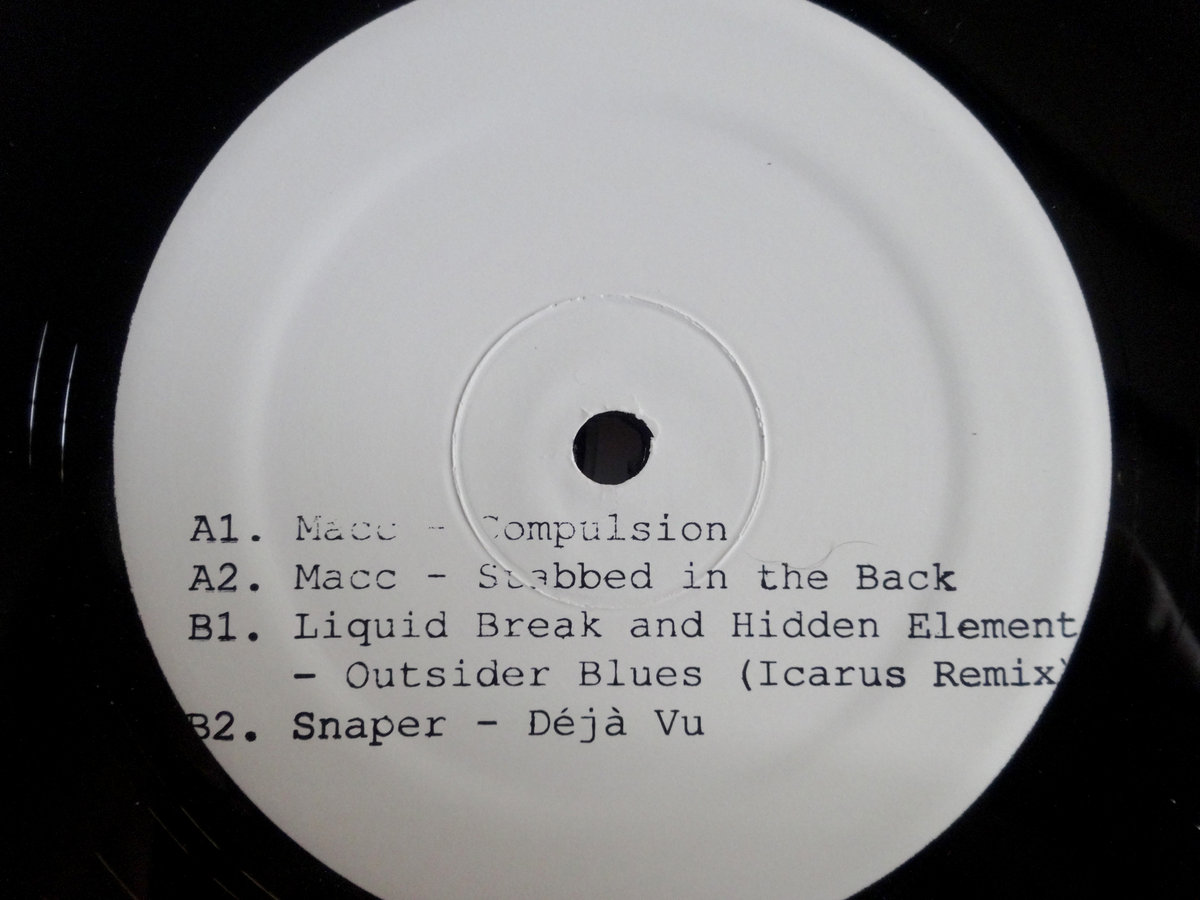 A1. Macc - Compulsion
A2. Macc - Stabbed in the Back
B1. Liquid Break and Hidden Element
- Outsider Blues (Icarus Remix)
B2. Snaper - Déjà Vu